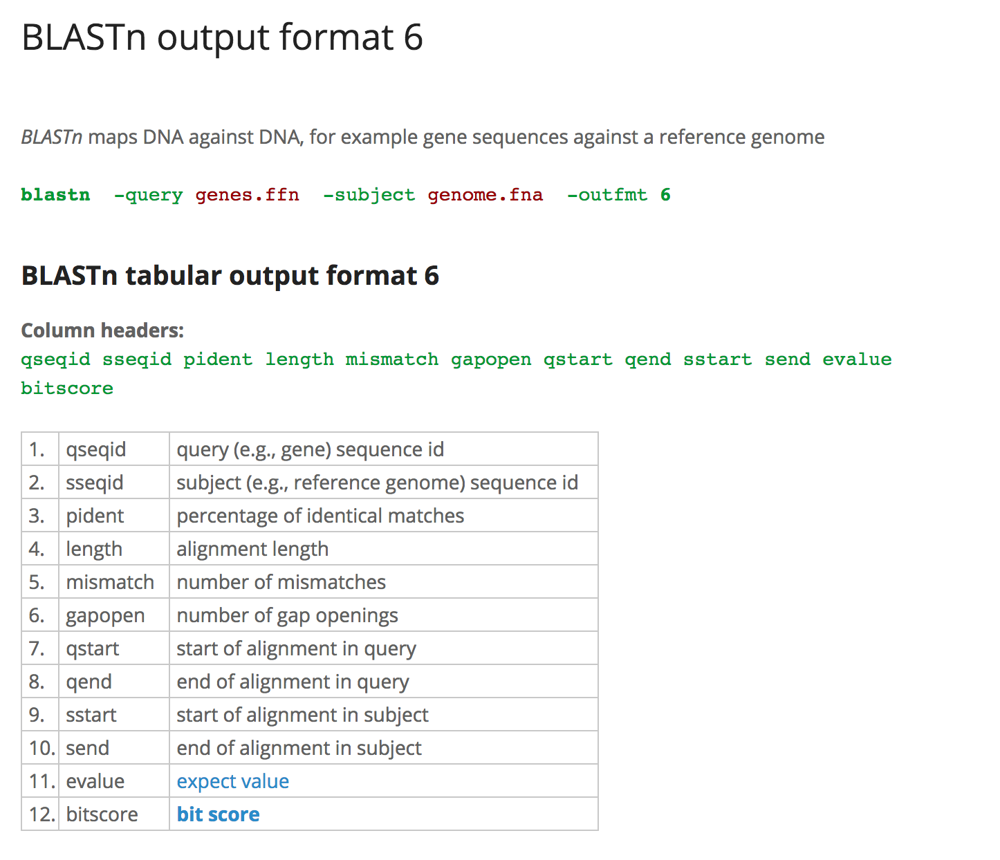 BLASTn output format 6
BLASTn maps DNA against DNA, for example gene sequences against a reference genome
blastn -query genes.ffn -subject genome.fna -outfmt 6
BLASTn tabular output format 6
Column headers:
qseqid sseqid pident length mismatch gapopen qstart qend sstart send evalue
bitscore
1. qseqid query (e.g., gene) sequence id
2. sseqid subject (e.g., reference genome) sequence id
3. pident percentage of identical matches
4. length alignment length
5. mismatch number of mismatches
6. gapopen number of gap openings
7. qstart start of alignment in query
8. qend end of alignment in query
9. sstart start of alignment in subject
10. send end of alignment in subject
11. evalue expect value
12. bitscore bit score